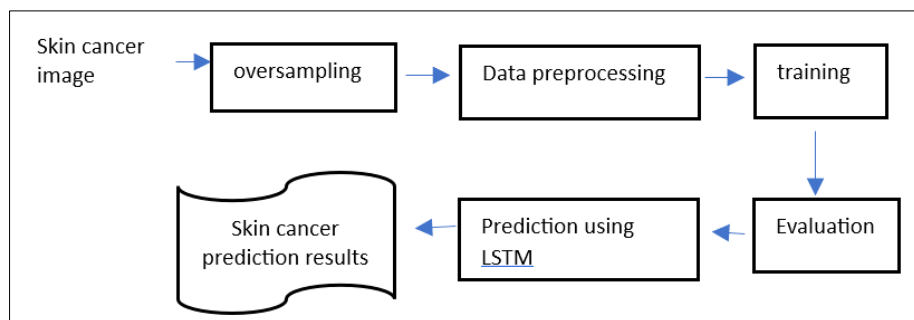 Skin cancer
image
oversampling
Data preprocessing
training
Evaluation
Prediction using
LSTM
Skin cancer
prediction results